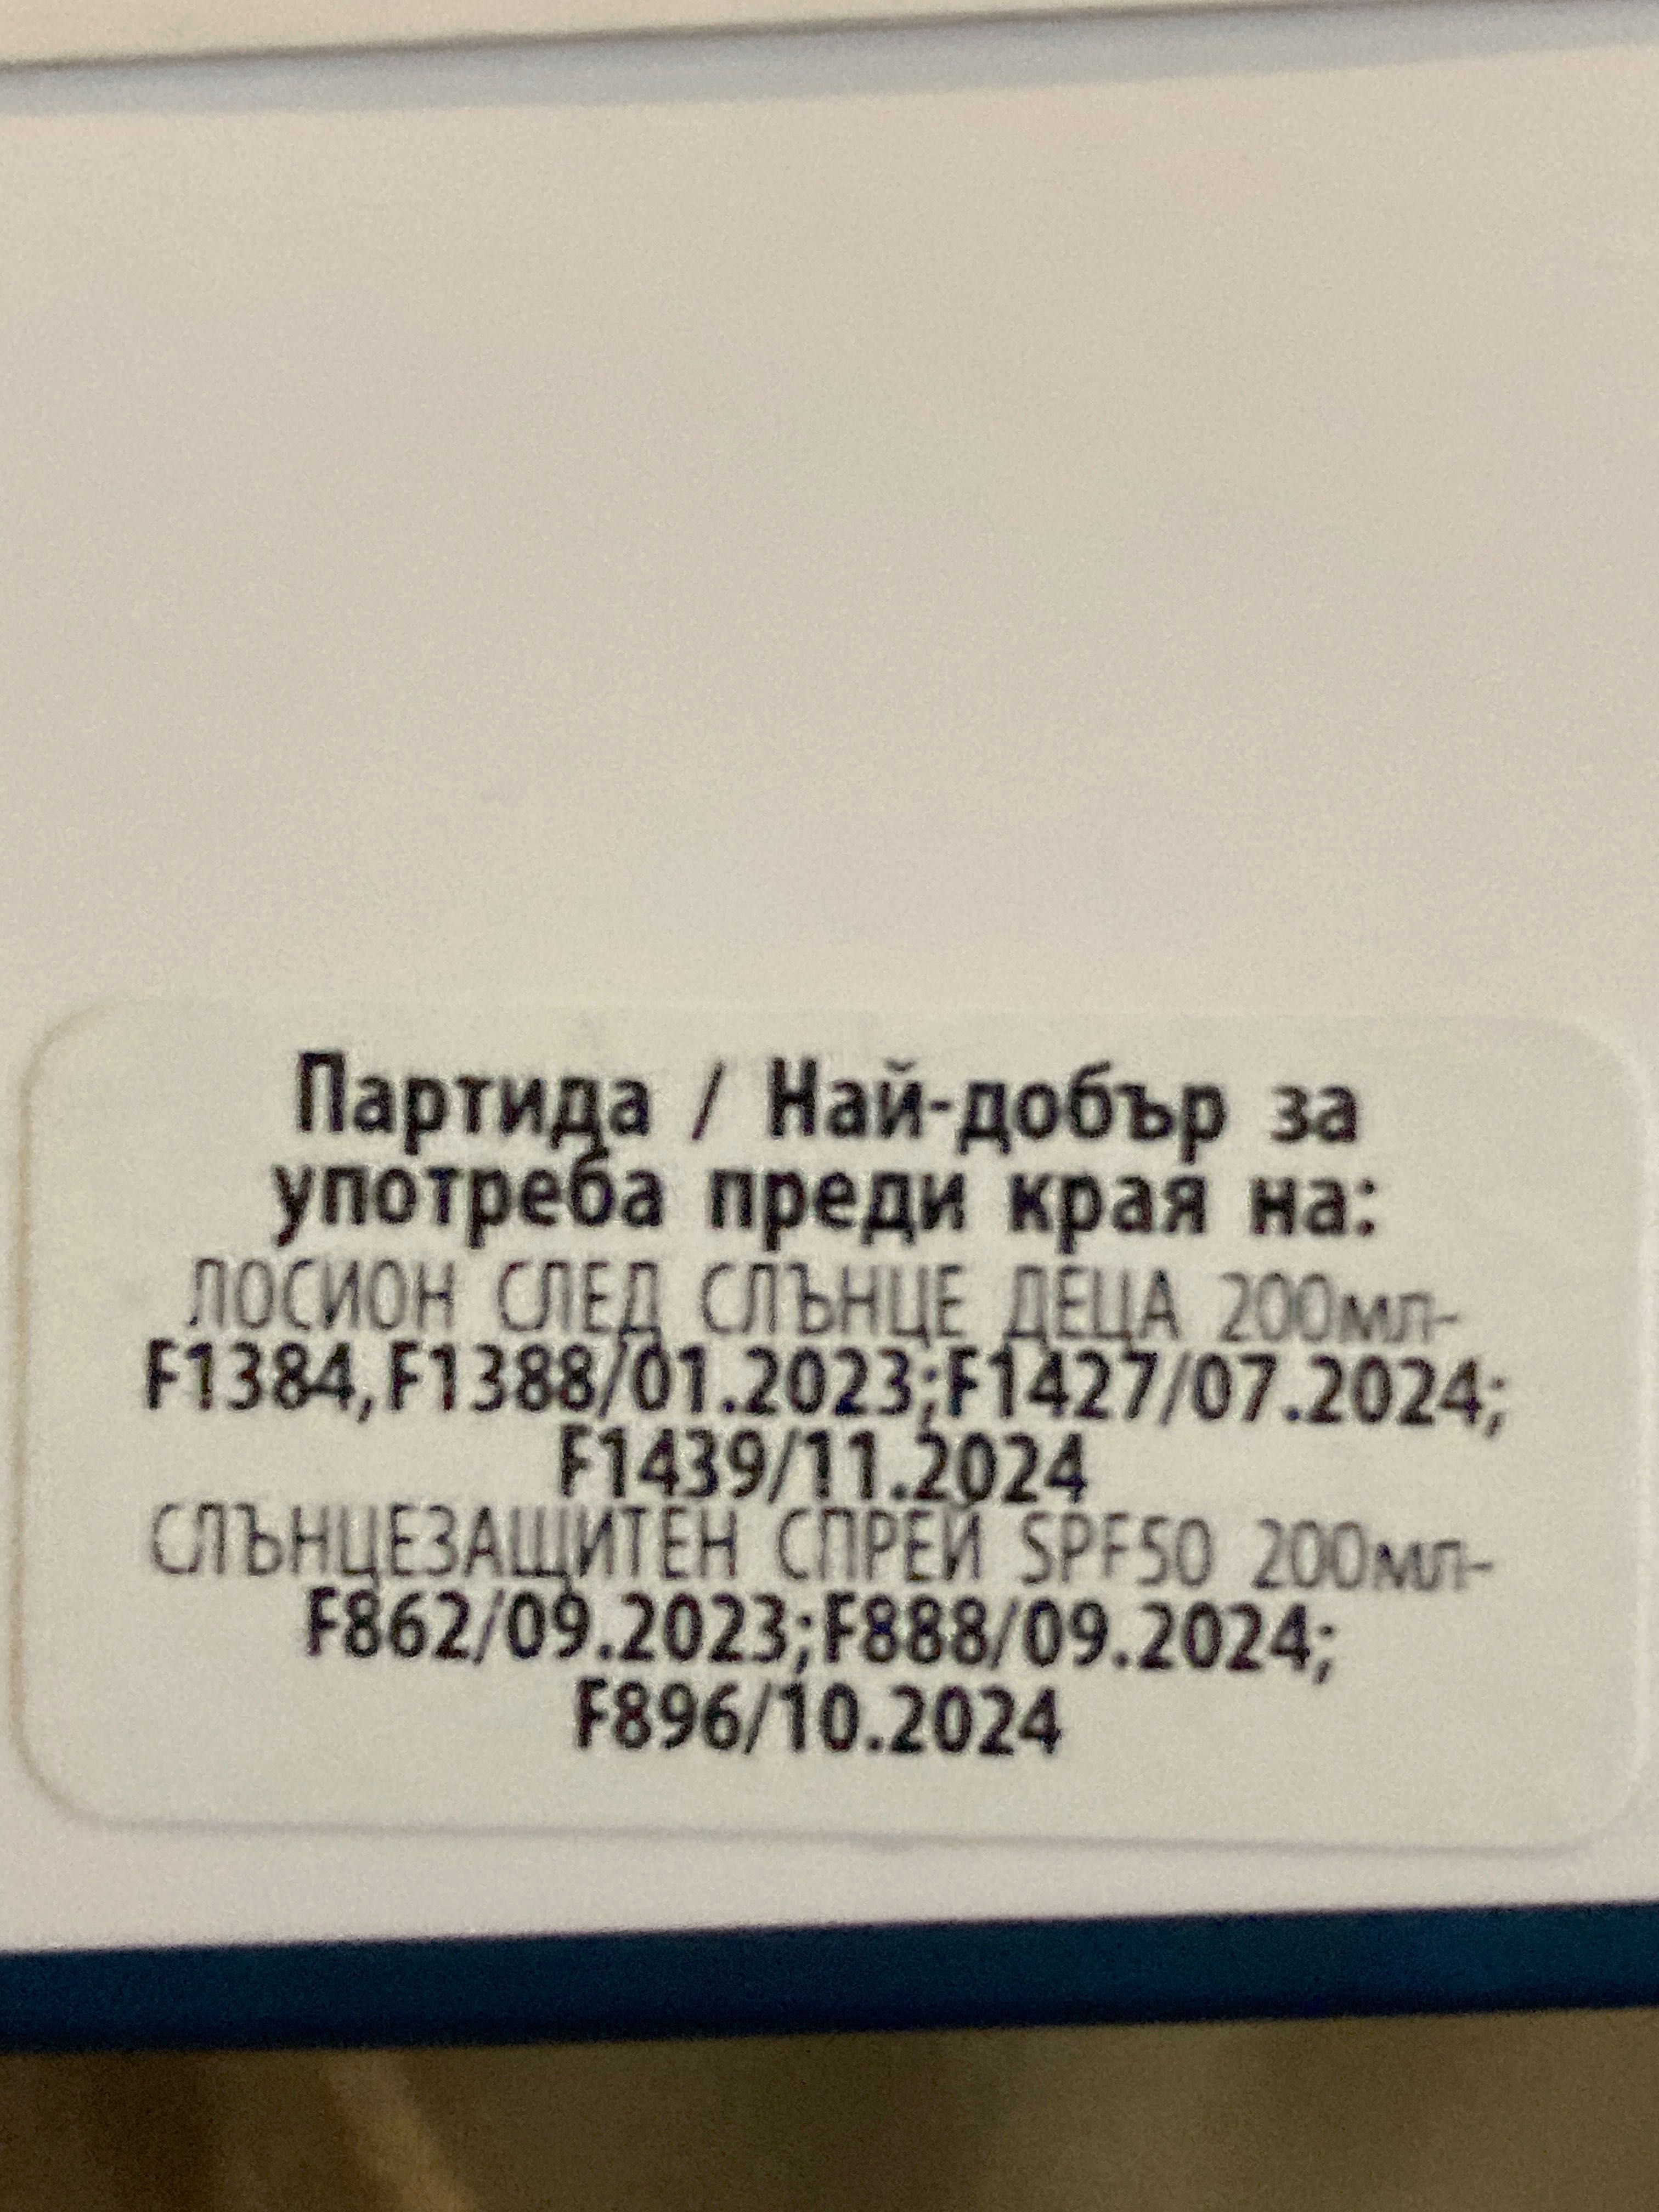 Партида / Най-добър за
употреба преди края на:
ЛОСИОН СЛЕД СЛЪНЦЕ ДЕЦА 200мл-
F1384,F1388/01.2023;F1427/07.2024;
F1439/11.2024
СЛЪНЦЕЗАЩИТЕН СПРЕЙ SPF50 200мл-
F862/09.2023;F888/09.2024;
F896/10.2024